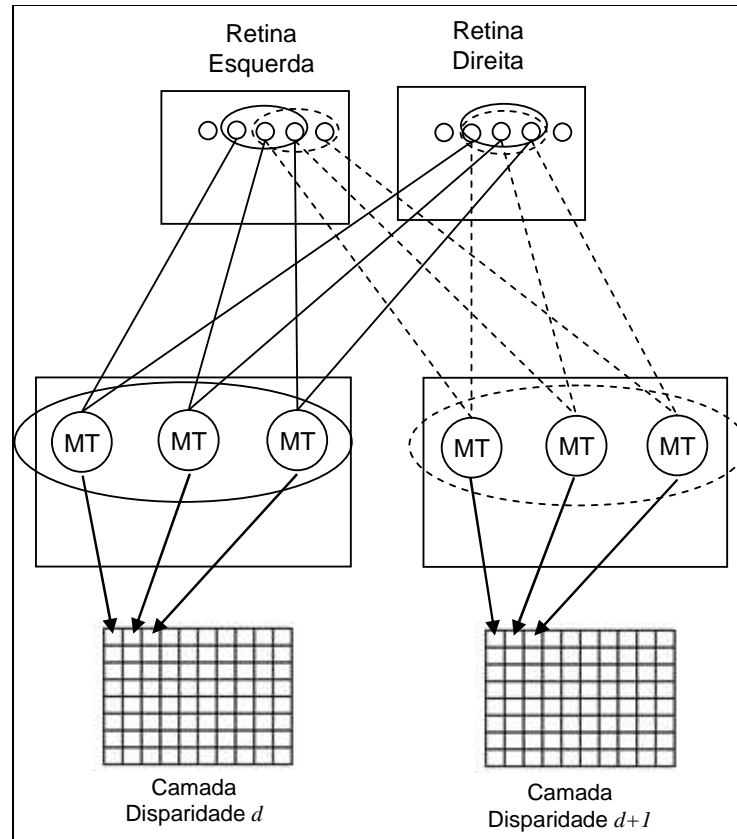 Retina
Esquerda
Retina
Direita
MT MT MT
MT MT MT
Camada
Disparidade d
Camada
Disparidade d+1